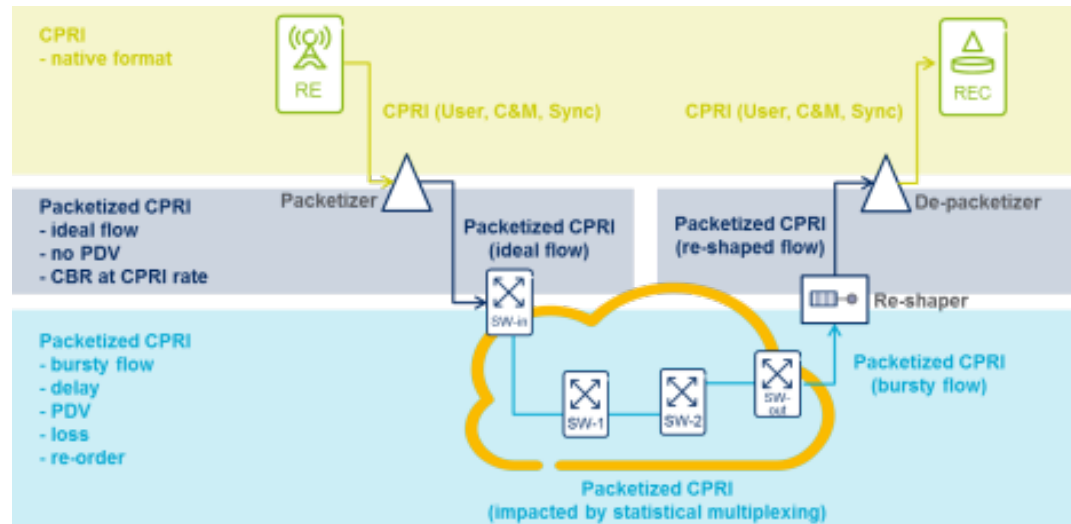 CPRI
- native format
RE
REC
CPRI (User, C&M, Sync)
CPRI (User, C&M, Sync)
Packetizer
De-packetizer
Packetized CPRI
- ideal flow
- no PDV
- CBR at CPRI rate
Packetized CPRI
(ideal flow)
Packetized CPRI
(re-shaped flow)
SW-in
Re-shaper
Packetized CPRI
- bursty flow
- delay
- PDV
- loss
- re-order
SW-1
SW-2
SW-
out
Packetized CPRI
(bursty flow)
Packetized CPRI
(impacted by statistical multiplexing)